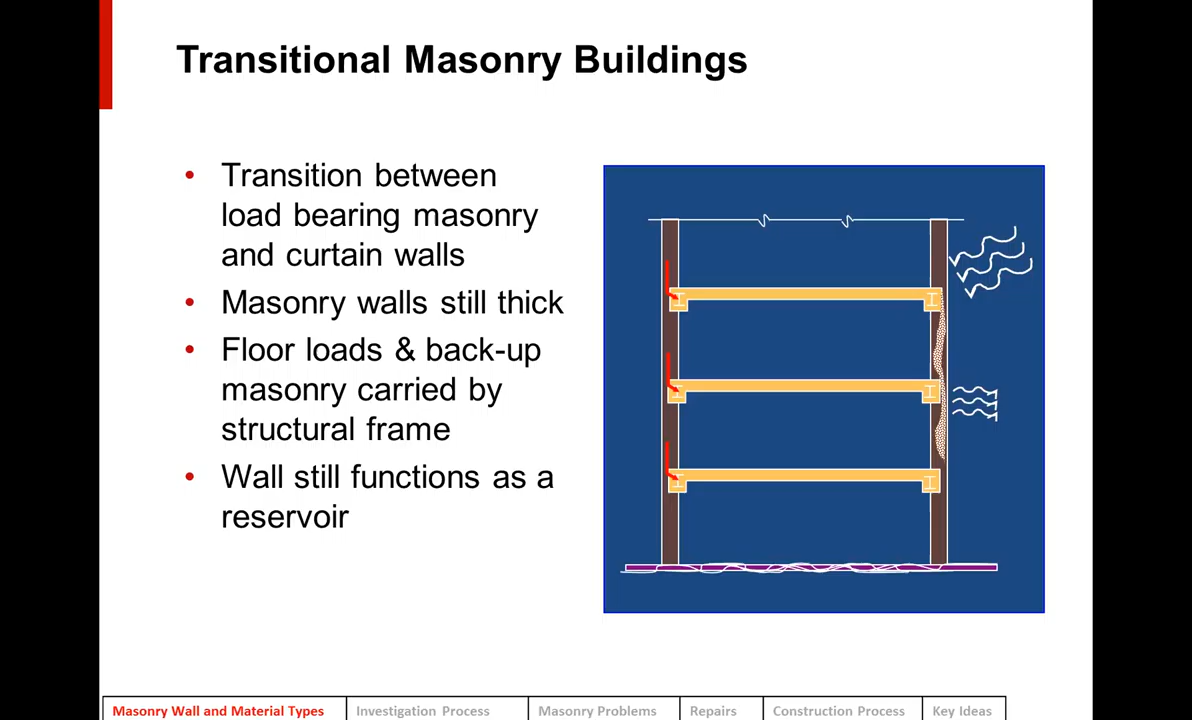 Transitional Masonry Buildings
• Transition between
load bearing masonry
and curtain walls
• Masonry walls still thick
• Floor loads & back-up
masonry carried by
structural frame
• Wall still functions as a
reservoir
Masonry Wall and Material Types
Investigation Process
Masonry Problems
Repairs
Construction Process
Key Ideas